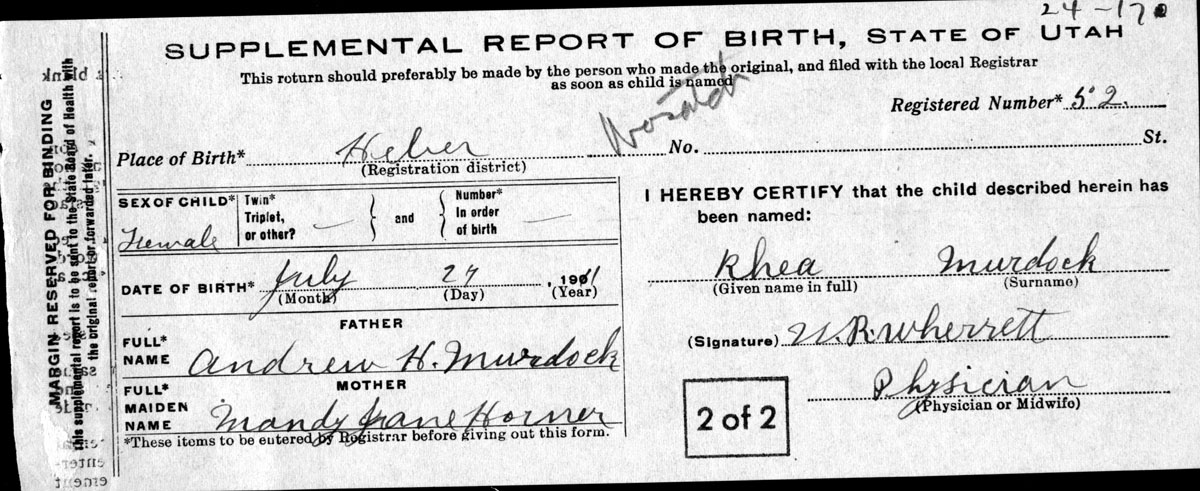 24-17
SUPPLEMENTAL REPORT OF BIRTH, STATE OF UTAH
This return should preferably be made by the person who made the original, and filed with the local Registrar
as soon as child is named
Wasatch
Registered Number* 52.
Place of Birth* Heber No. St.
(Registration district)
SEX OF CHILD* Female
Twin* Triplet, or other? — and Number* In order of birth —
DATE OF BIRTH* July 27, 1911
(Month) (Day) (Year)
FATHER
FULL* NAME Andrew H. Murdock
MOTHER
FULL* MAIDEN NAME Mandy Jane Horner
*These items to be entered by Registrar before giving out this form.
I HEREBY CERTIFY that the child described herein has
been named:
Rhea Murdock
(Given name in full) (Surname)
(Signature) W.R. Wherrett
Physician
(Physician or Midwife)
2 of 2
MARGIN RESERVED FOR BINDING
This supplemental report is to be sent to the State Board of Health with
the original report or forwarded later.